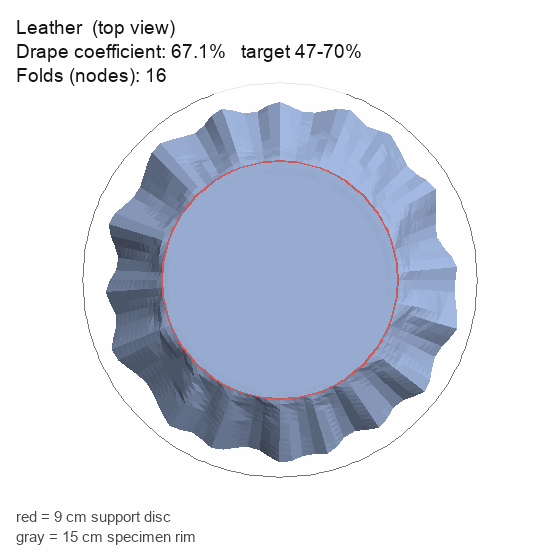 Leather (top view)
Drape coefficient: 67.1% target 47-70%
Folds (nodes): 16
red = 9 cm support disc
gray = 15 cm specimen rim